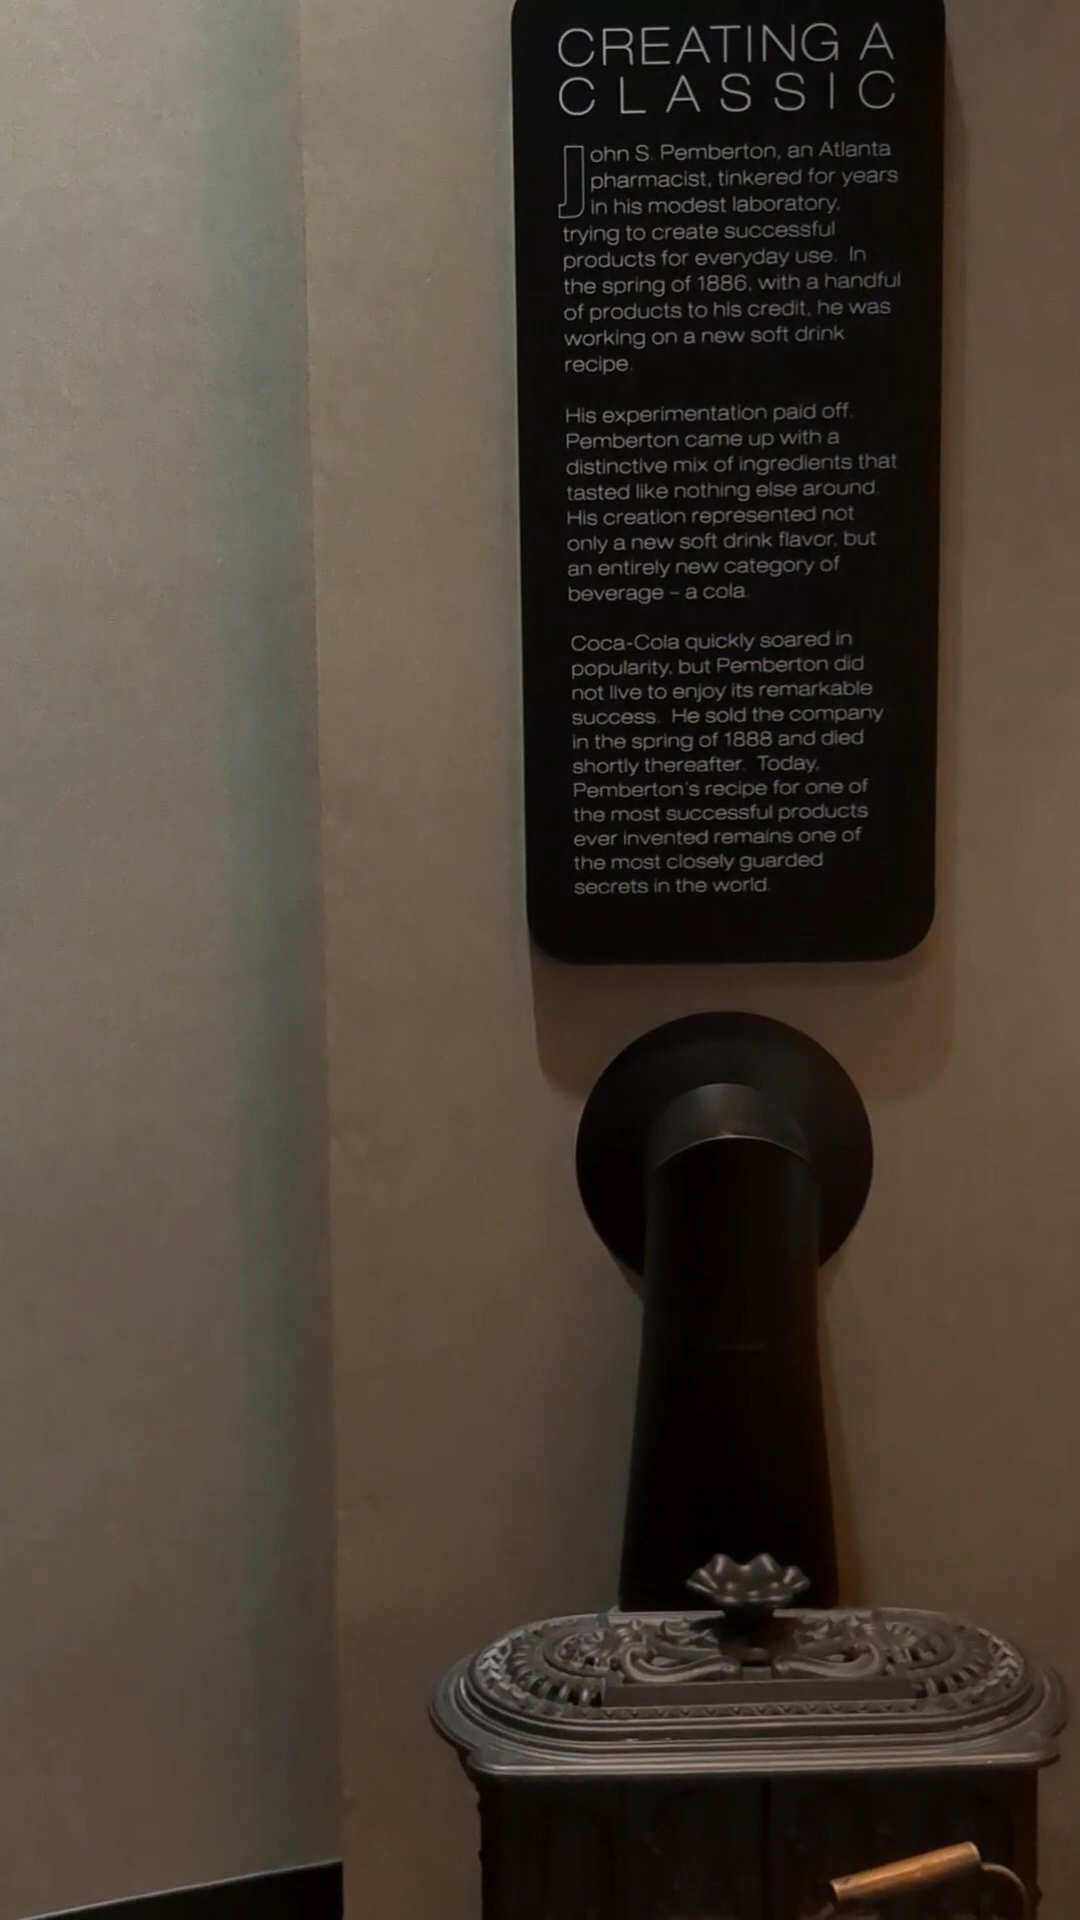 CREATING A
CLASSIC
John S. Pemberton, an Atlanta
pharmacist, tinkered for years
in his modest laboratory,
trying to create successful
products for everyday use. In
the spring of 1886, with a handful
of products to his credit, he was
working on a new soft drink
recipe.
His experimentation paid off.
Pemberton came up with a
distinctive mix of ingredients that
tasted like nothing else around.
His creation represented not
only a new soft drink flavor, but
an entirely new category of
beverage – a cola.
Coca-Cola quickly soared in
popularity, but Pemberton did
not live to enjoy its remarkable
success. He sold the company
in the spring of 1888 and died
shortly thereafter. Today,
Pemberton's recipe for one of
the most successful products
ever invented remains one of
the most closely guarded
secrets in the world.